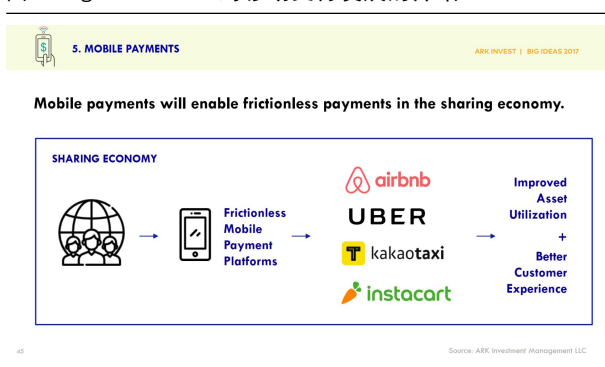 $
5. MOBILE PAYMENTS
ARK INVEST | BIG IDEAS 2017
Mobile payments will enable frictionless payments in the sharing economy.
SHARING ECONOMY
Frictionless
Mobile
Payment
Platforms
airbnb
UBER
T kakaotaxi
instacart
Improved
Asset
Utilization
+
Better
Customer
Experience
45
Source: ARK Investment Management LLC